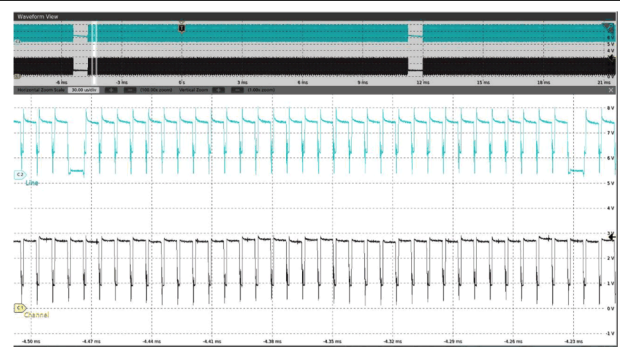 Waveform View
T
5 V
-6 ms -3 ms 0 s 3 ms 6 ms 9 ms 12 ms 15 ms 18 ms 21 ms
Horizontal Zoom Scale 30.00 us/div Vertical Zoom
8 V
7 V
6 V
C2
Line
5 V
4 V
3 V
2 V
1 V
C1
Channel
0 V
-1 V
-4.50 ms -4.47 ms -4.44 ms -4.41 ms -4.38 ms -4.35 ms -4.32 ms -4.29 ms -4.26 ms -4.23 ms